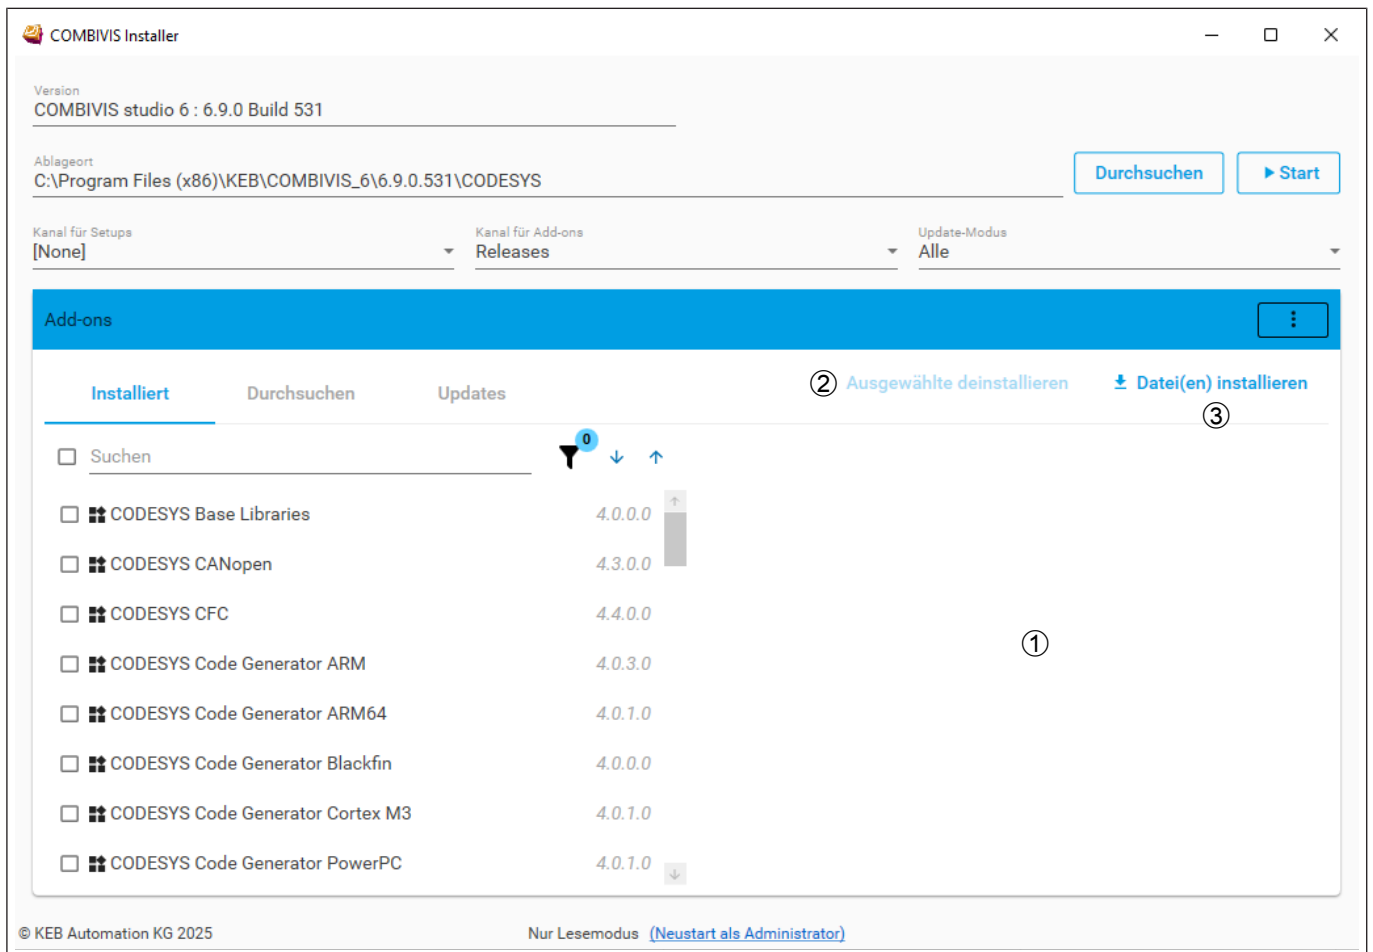 COMBIVIS Installer
Version
COMBIVIS studio 6 : 6.9.0 Build 531
Ablageort
C:\Program Files (x86)\KEB\COMBIVIS_6\6.9.0.531\CODESYS
Durchsuchen
Start
Kanal für Setups
Kanal für Add-ons
Update-Modus
[None]
Releases
Alle
Add-ons
Installiert
Durchsuchen
Updates
② Ausgewählte deinstallieren
Datei(en) installieren
③
Suchen
0
CODESYS Base Libraries 4.0.0.0
CODESYS CANopen 4.3.0.0
CODESYS CFC 4.4.0.0
①
CODESYS Code Generator ARM 4.0.3.0
CODESYS Code Generator ARM64 4.0.1.0
CODESYS Code Generator Blackfin 4.0.0.0
CODESYS Code Generator Cortex M3 4.0.1.0
CODESYS Code Generator PowerPC 4.0.1.0
© KEB Automation KG 2025
Nur Lesemodus (Neustart als Administrator)